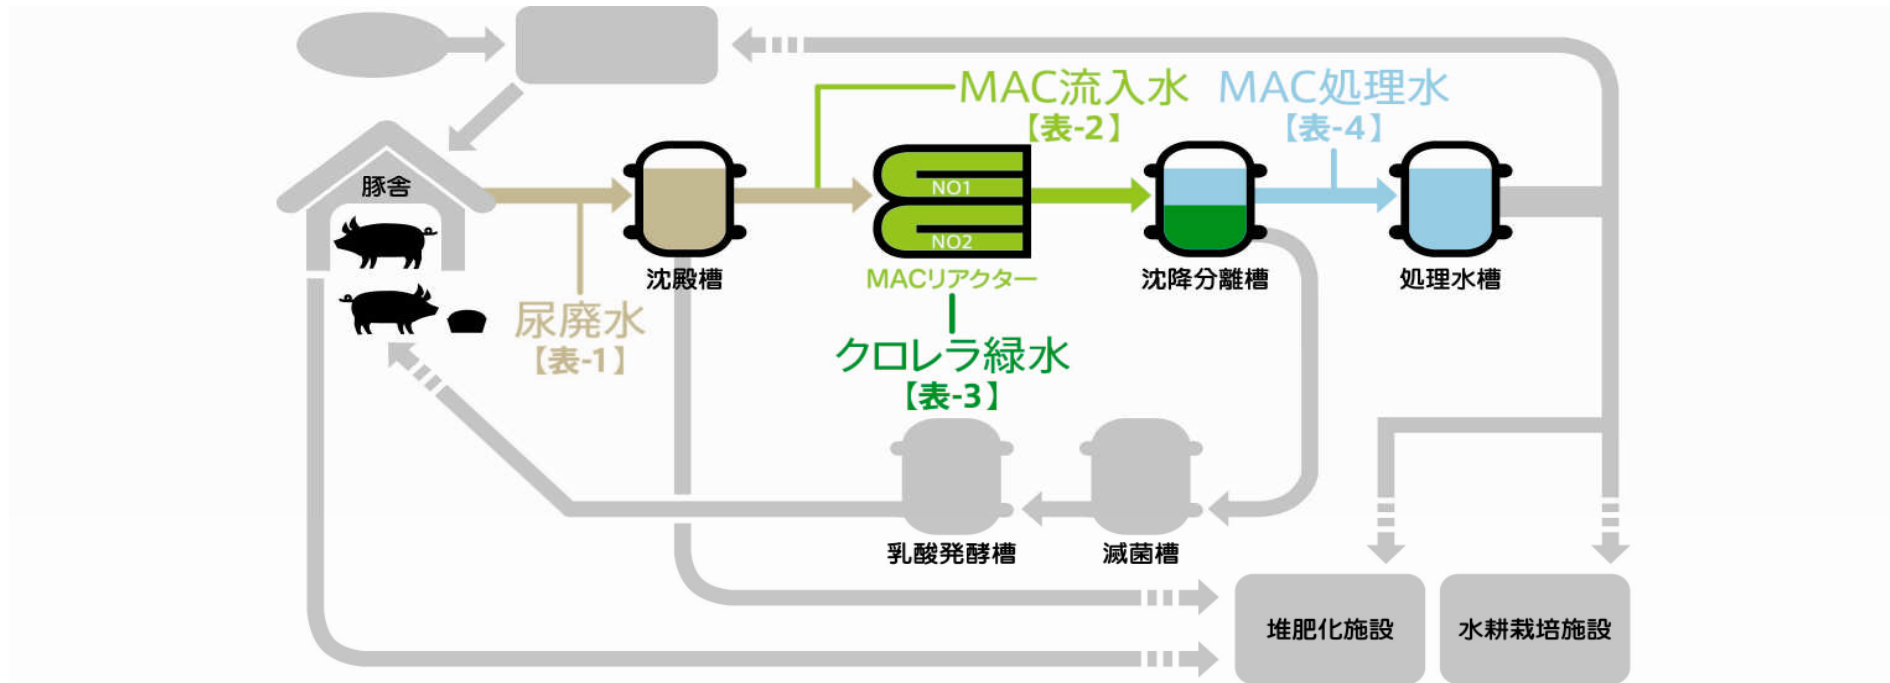 MAC流入水
【表-2】
MAC処理水
【表-4】
豚舎
NO1
NO2
沈殿槽
MACリアクター
沈降分離槽
処理水槽
尿廃水
【表-1】
クロレラ緑水
【表-3】
乳酸発酵槽
滅菌槽
堆肥化施設
水耕栽培施設